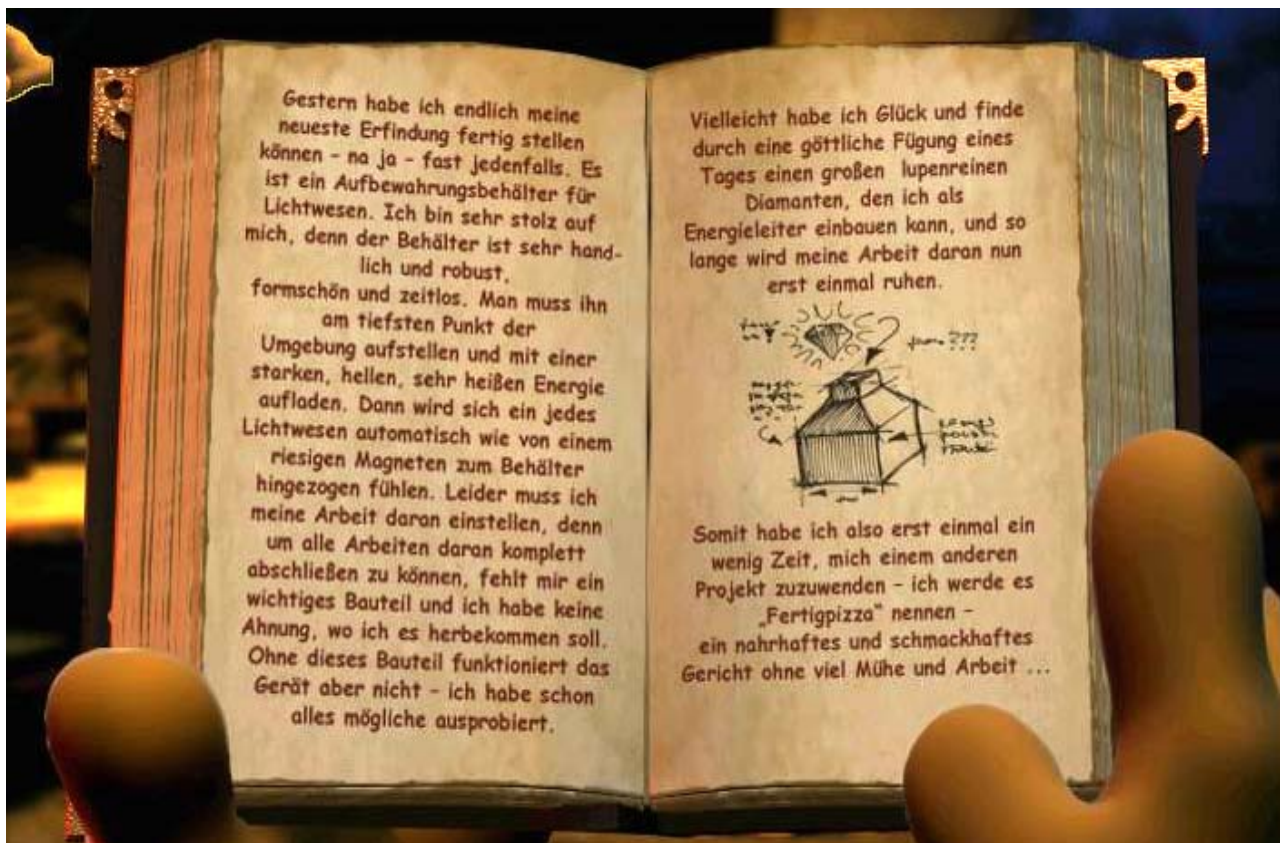 Gestern habe ich endlich meine
neueste Erfindung fertig stellen
können - na ja - fast jedenfalls. Es
ist ein Aufbewahrungsbehälter für
Lichtwesen. Ich bin sehr stolz auf
mich, denn der Behälter ist sehr hand-
lich und robust,
formschön und zeitlos. Man muss ihn
am tiefsten Punkt der
Umgebung aufstellen und mit einer
starken, hellen, sehr heißen Energie
aufladen. Dann wird sich ein jedes
Lichtwesen automatisch wie von einem
riesigen Magneten zum Behälter
hingezogen fühlen. Leider muss ich
meine Arbeit daran einstellen, denn
um alle Arbeiten daran komplett
abschließen zu können, fehlt mir ein
wichtiges Bauteil und ich habe keine
Ahnung, wo ich es herbekommen soll.
Ohne dieses Bauteil funktioniert das
Gerät aber nicht - ich habe schon
alles mögliche ausprobiert.
Vielleicht habe ich Glück und finde
durch eine göttliche Fügung eines
Tages einen großen lupenreinen
Diamanten, den ich als
Energieleiter einbauen kann, und so
lange wird meine Arbeit daran nun
erst einmal ruhen.
???
Somit habe ich also erst einmal ein
wenig Zeit, mich einem anderen
Projekt zuzuwenden - ich werde es
„Fertigpizza“ nennen -
ein nahrhaftes und schmackhaftes
Gericht ohne viel Mühe und Arbeit ...